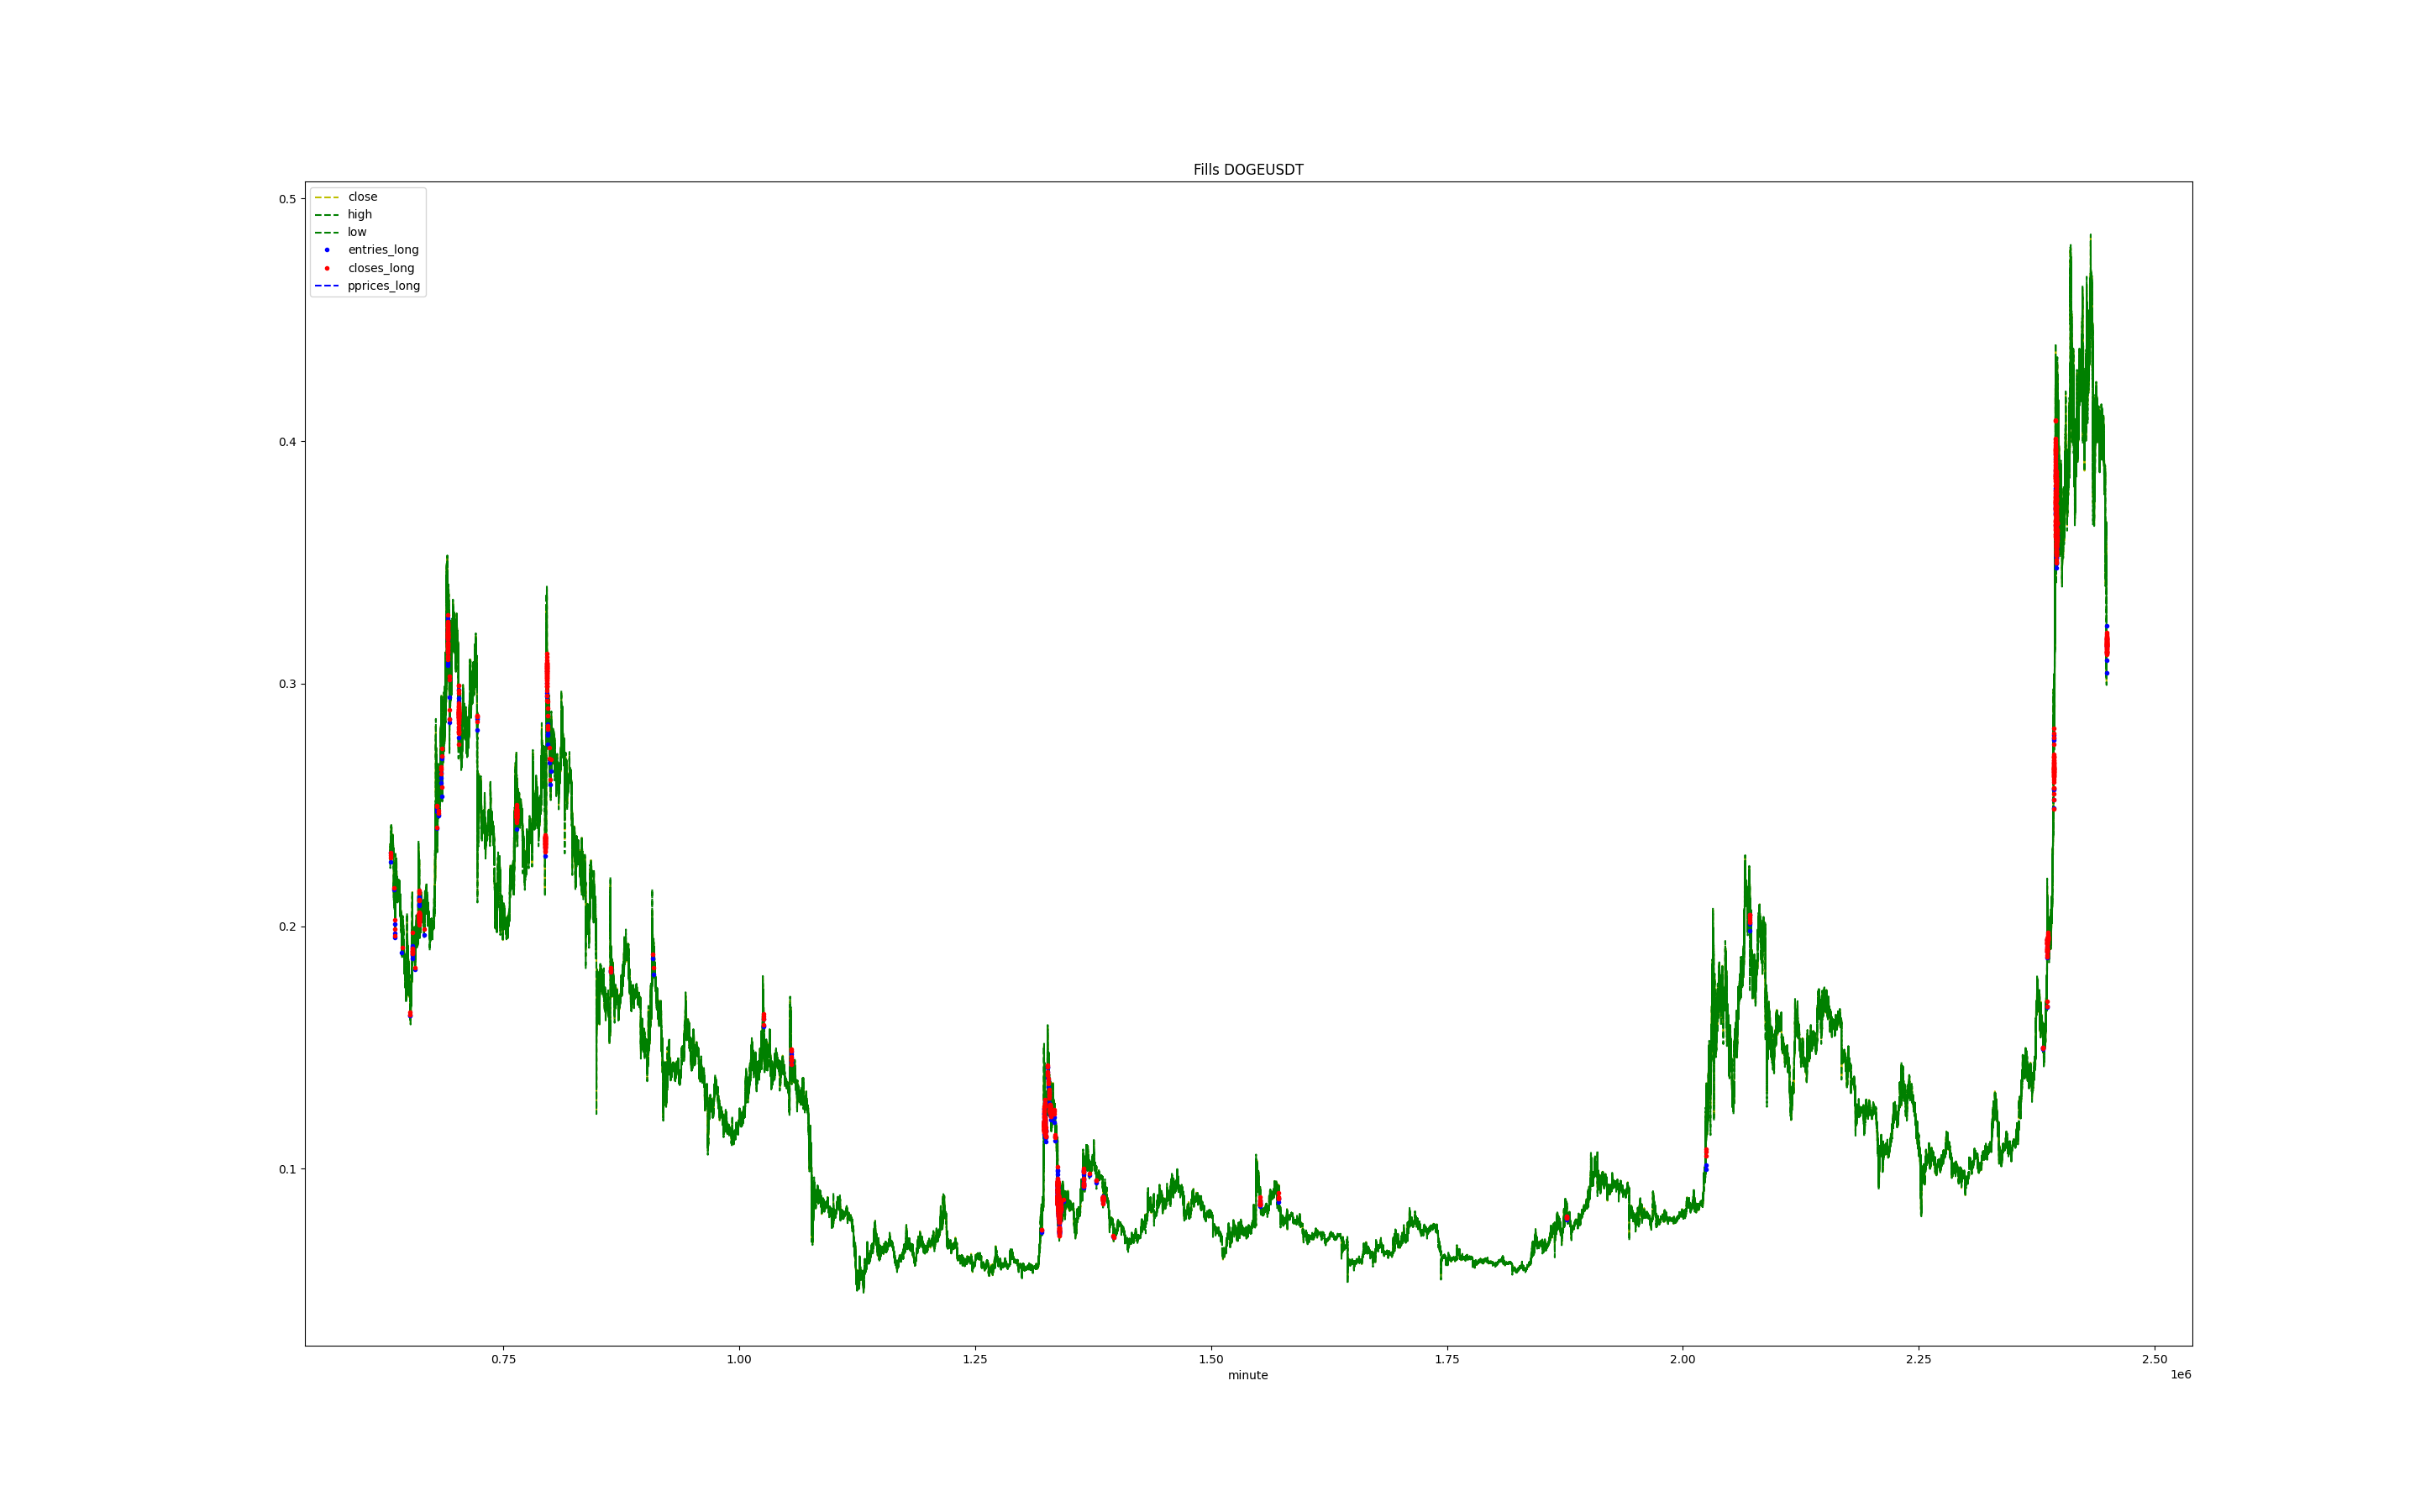 Fills DOGEUSDT
close
high
low
entries_long
closes_long
pprices_long
0.5
0.4
0.3
0.2
0.1
0.75 1.00 1.25 1.50 1.75 2.00 2.25 2.50
minute 1e6